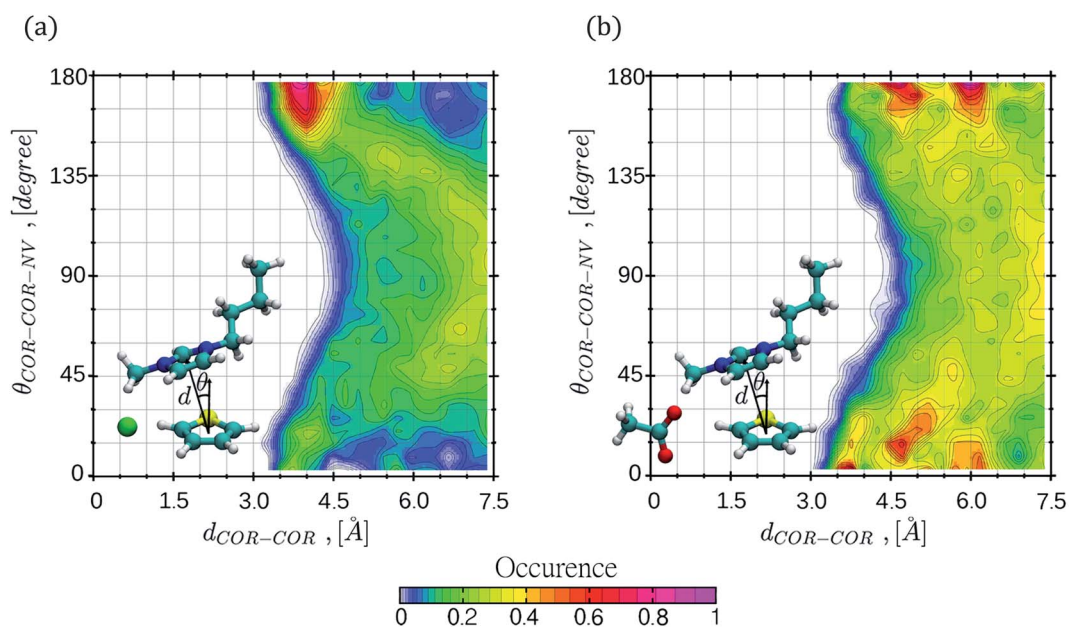 (a) (b)
180 180
135 135
90 90
45 45
0 0
θCOR−COR−NV , [degree] θCOR−COR−NV , [degree]
d θ d θ
0 1.5 3.0 4.5 6.0 7.5 0 1.5 3.0 4.5 6.0 7.5
dCOR−COR , [Å] dCOR−COR , [Å]
Occurence
0 0.2 0.4 0.6 0.8 1